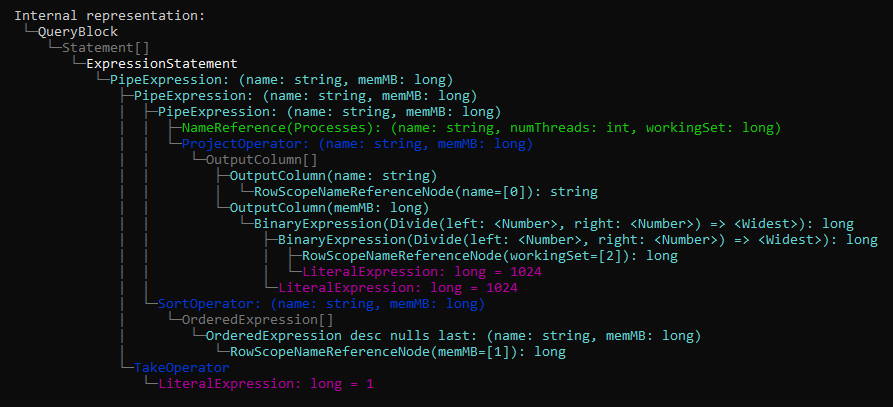 Internal representation:
└─QueryBlock
└─Statement[]
└─ExpressionStatement
└─PipeExpression: (name: string, memMB: long)
├─PipeExpression: (name: string, memMB: long)
│ ├─PipeExpression: (name: string, memMB: long)
│ │ ├─NameReference(Processes): (name: string, numThreads: int, workingSet: long)
│ │ └─ProjectOperator: (name: string, memMB: long)
│ │ └─OutputColumn[]
│ │ ├─OutputColumn(name: string)
│ │ │ └─RowScopeNameReferenceNode(name=[0]): string
│ │ └─OutputColumn(memMB: long)
│ │ └─BinaryExpression(Divide(left: <Number>, right: <Number>) => <Widest>): long
│ │ ├─BinaryExpression(Divide(left: <Number>, right: <Number>) => <Widest>): long
│ │ │ ├─RowScopeNameReferenceNode(workingSet=[2]): long
│ │ │ └─LiteralExpression: long = 1024
│ │ └─LiteralExpression: long = 1024
│ └─SortOperator: (name: string, memMB: long)
│ └─OrderedExpression[]
│ └─OrderedExpression desc nulls last: (name: string, memMB: long)
│ └─RowScopeNameReferenceNode(memMB=[1]): long
└─TakeOperator
└─LiteralExpression: long = 1